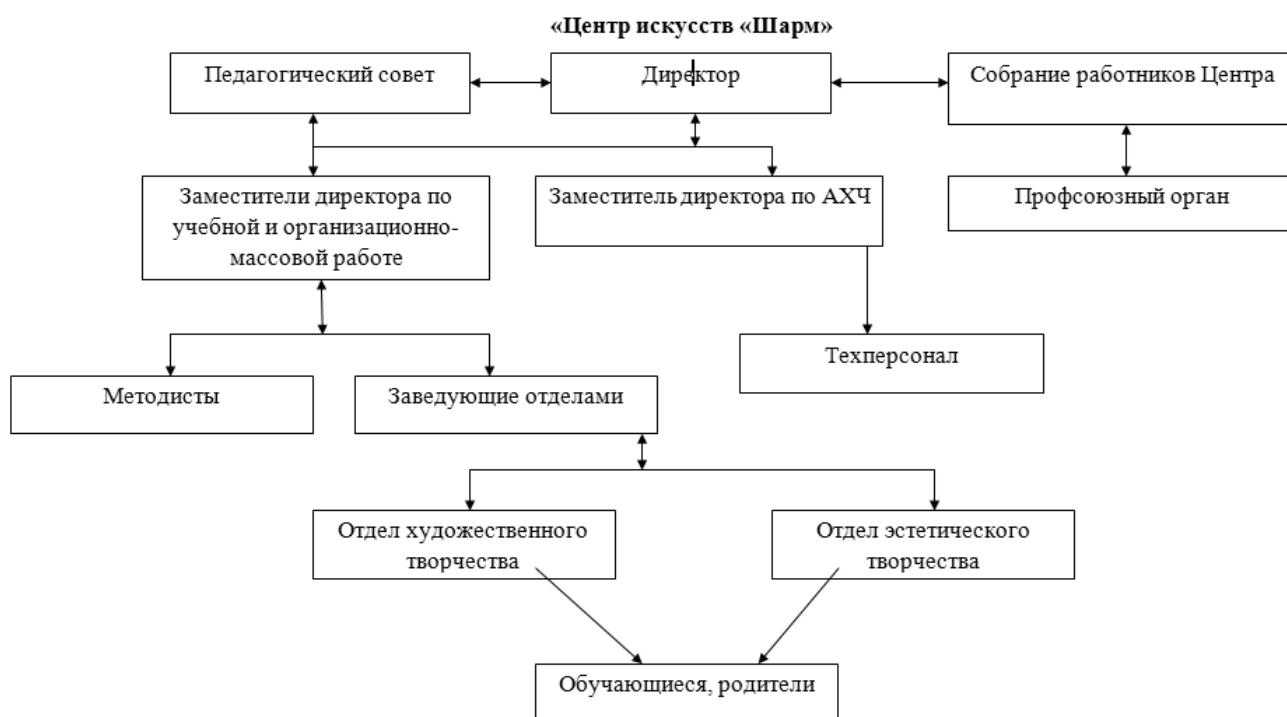 «Центр искусств «Шарм»
Педагогический совет
Директор
Собрание работников Центра
Заместители директора по
учебной и организационно-
массовой работе
Заместитель директора по АХЧ
Профсоюзный орган
Техперсонал
Методисты
Заведующие отделами
Отдел художественного
творчества
Отдел эстетического
творчества
Обучающиеся, родители